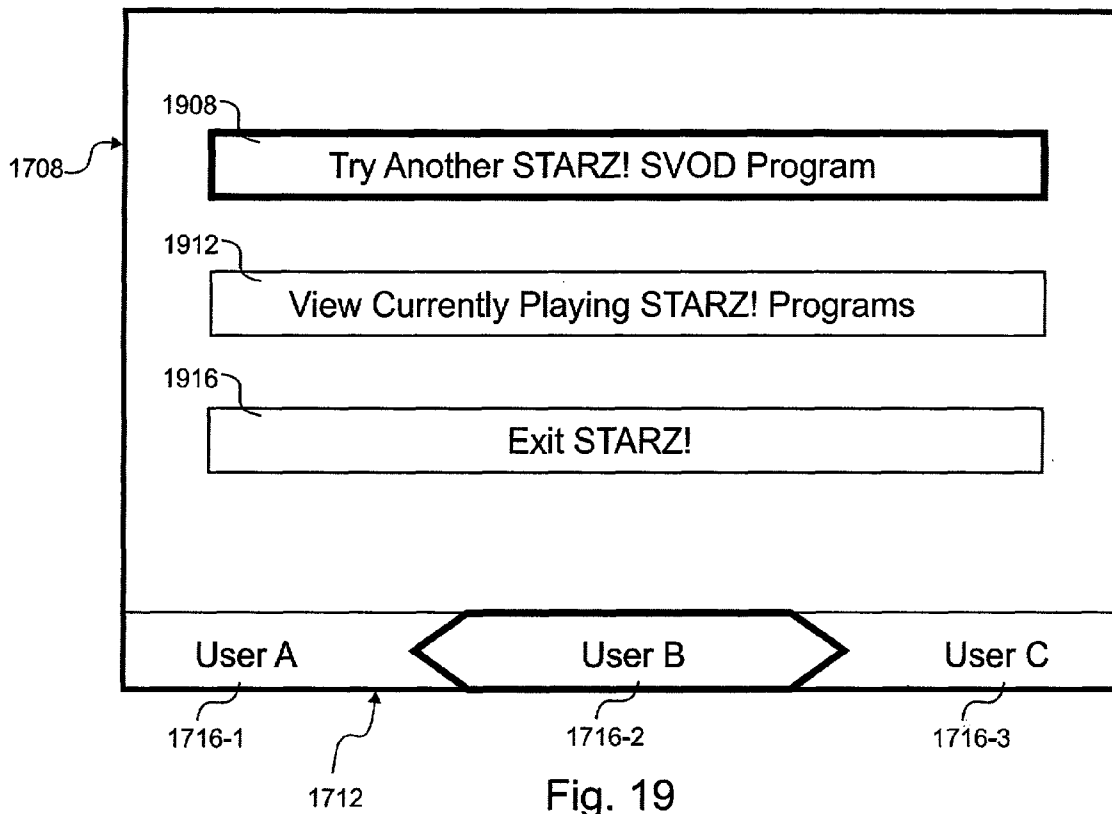 1908
1708
Try Another STARZ! SVOD Program
1912
View Currently Playing STARZ! Programs
1916
Exit STARZ!
User A
User B
User C
1716-1
1716-2
1716-3
1712
Fig. 19